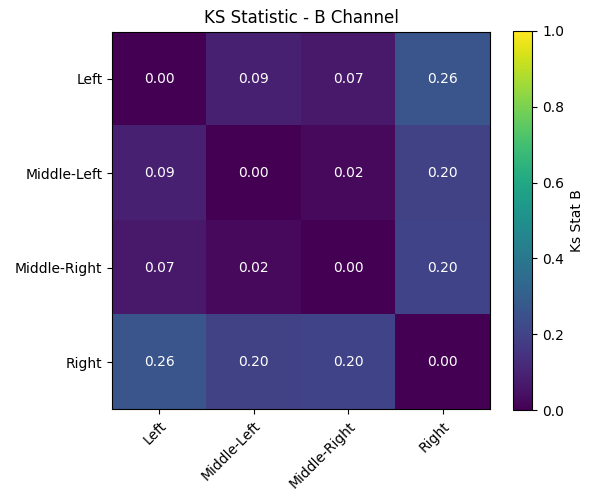 KS Statistic - B Channel
Left 0.00 0.09 0.07 0.26
Middle-Left 0.09 0.00 0.02 0.20
Middle-Right 0.07 0.02 0.00 0.20
Right 0.26 0.20 0.20 0.00
Left Middle-Left Middle-Right Right
1.0
0.8
0.6
0.4
0.2
0.0
Ks Stat B